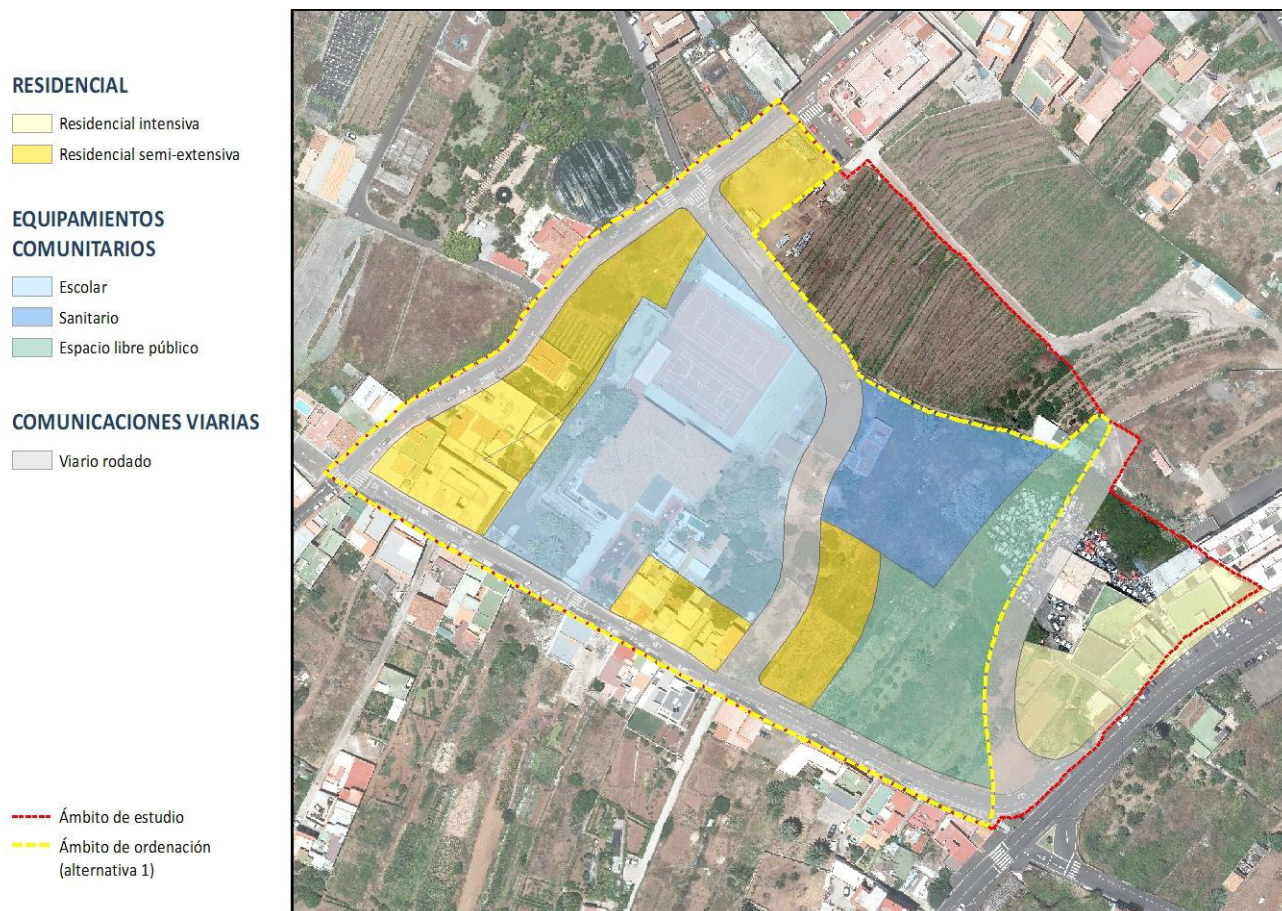 RESIDENCIAL
Residencial intensiva
Residencial semi-extensiva
EQUIPAMIENTOS
COMUNITARIOS
Escolar
Sanitario
Espacio libre público
COMUNICACIONES VIARIAS
Viario rodado
Ámbito de estudio
Ámbito de ordenación
(alternativa 1)